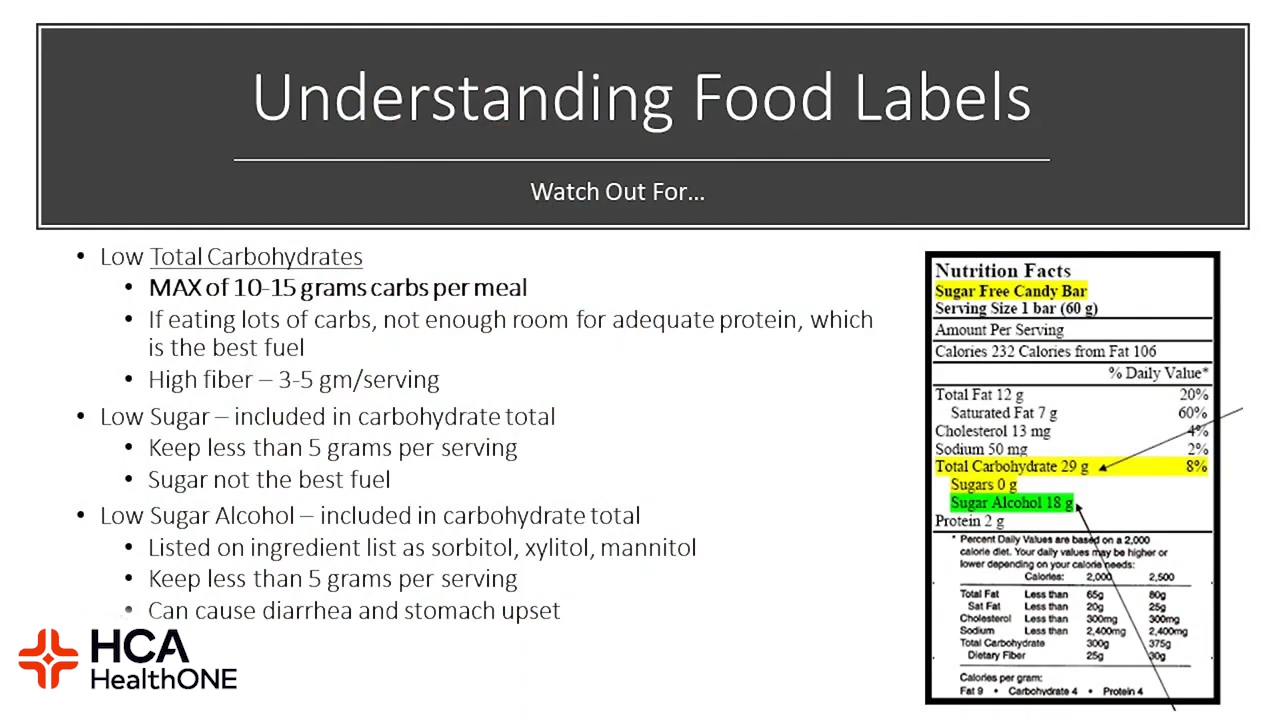 Understanding Food Labels
Watch Out For...
• Low Total Carbohydrates
• MAX of 10-15 grams carbs per meal
• If eating lots of carbs, not enough room for adequate protein, which
is the best fuel
• High fiber – 3-5 gm/serving
• Low Sugar – included in carbohydrate total
• Keep less than 5 grams per serving
• Sugar not the best fuel
• Low Sugar Alcohol – included in carbohydrate total
• Listed on ingredient list as sorbitol, xylitol, mannitol
• Keep less than 5 grams per serving
• Can cause diarrhea and stomach upset
HCA
HealthONE
Nutrition Facts
Sugar Free Candy Bar
Serving Size 1 bar (60 g)
Amount Per Serving
Calories 232 Calories from Fat 106
% Daily Value*
Total Fat 12 g 20%
Saturated Fat 7 g 60%
Cholesterol 13 mg 4%
Sodium 50 mg 2%
Total Carbohydrate 29 g 8%
Sugars 0 g
Sugar Alcohol 18 g
Protein 2 g
* Percent Daily Values are based on a 2,000
calorie diet. Your daily values may be higher or
lower depending on your calorie needs:
Calories: 2,000 2,500
Total Fat Less than 65g 80g
Sat Fat Less than 20g 25g
Cholesterol Less than 300mg 300mg
Sodium Less than 2,400mg 2,400mg
Total Carbohydrate 300g 375g
Dietary Fiber 25g 30g
Calories per gram:
Fat 9 • Carbohydrate 4 • Protein 4